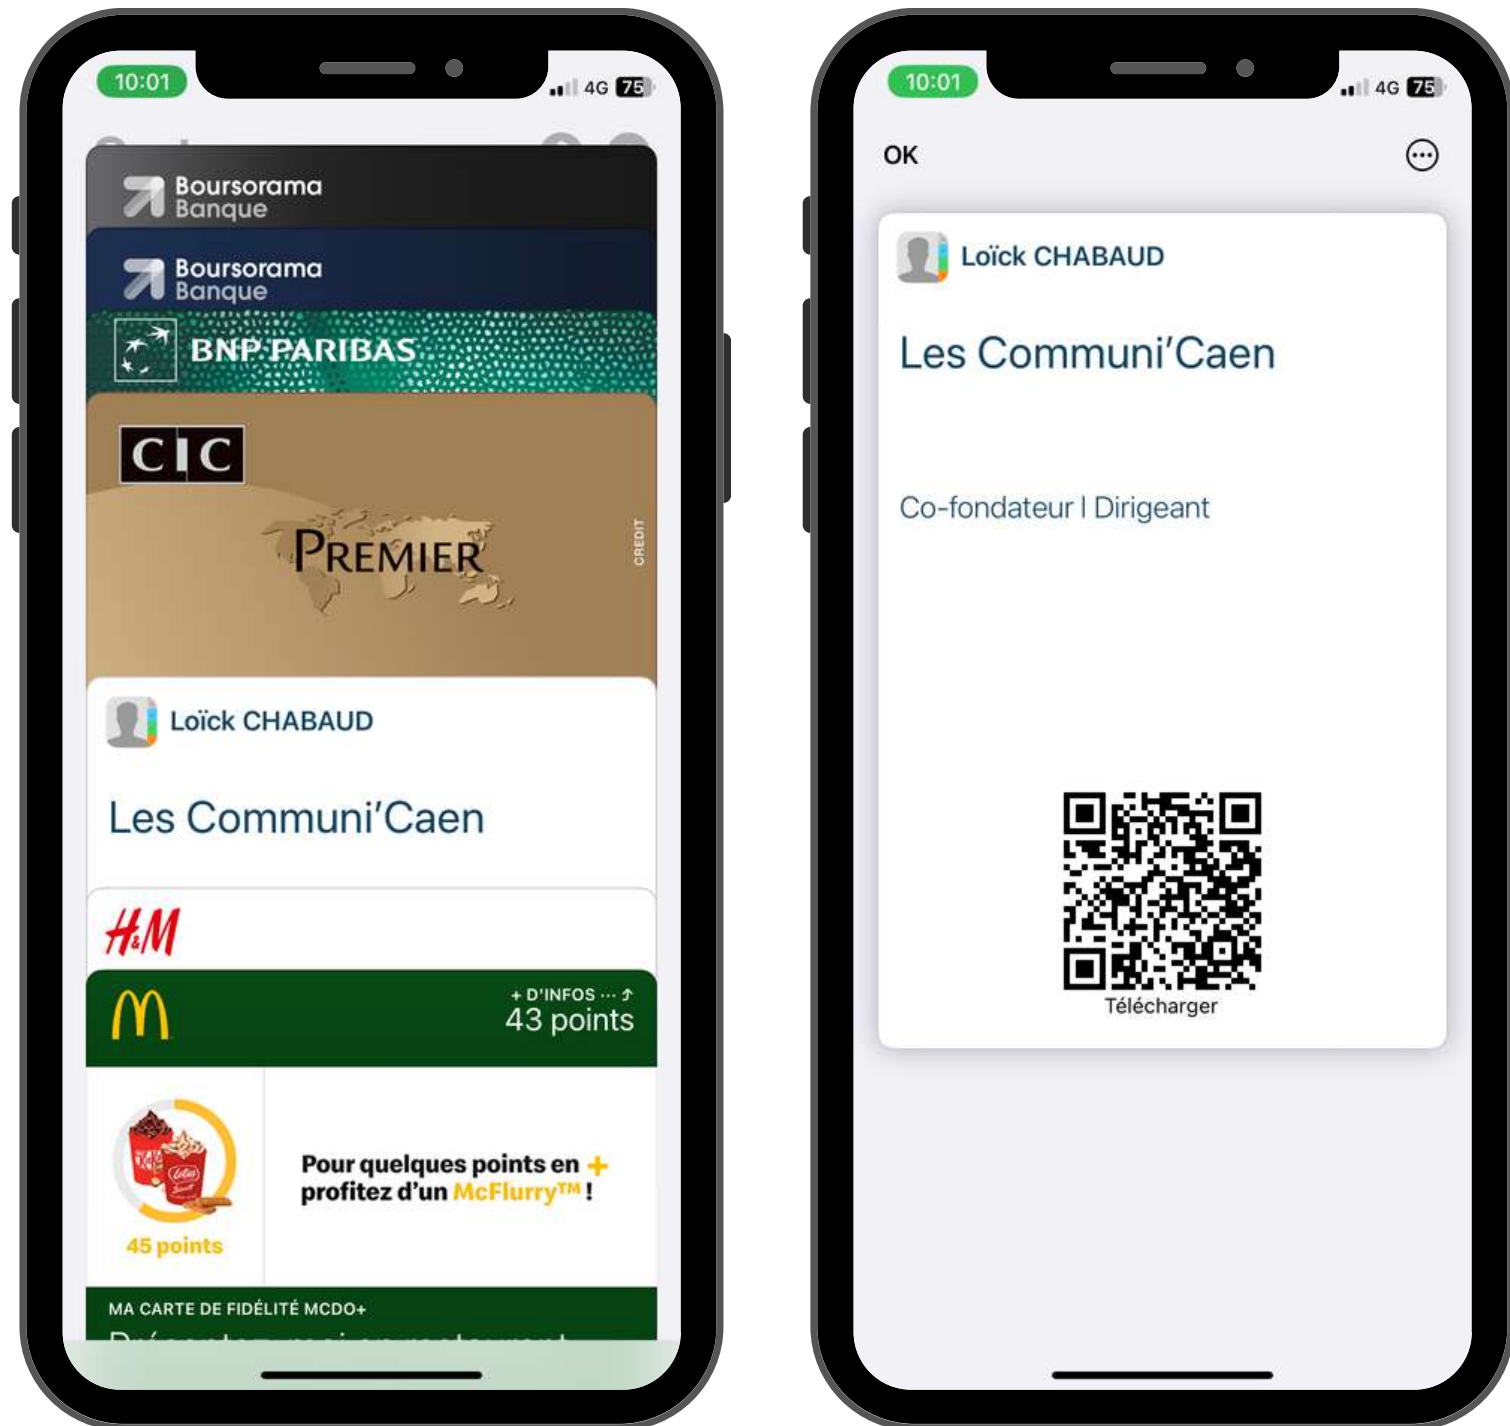 10:01
4G 75
Boursorama
Banque
Boursorama
Banque
BNP PARIBAS
CIC
PREMIER
CREDIT
Loïck CHABAUD
Les Communi'Caen
H&M
+ D'INFOS ...
43 points
Pour quelques points en +
profitez d'un McFlurry™ !
45 points
MA CARTE DE FIDÉLITÉ MCDO+
10:01
4G 75
OK
Loïck CHABAUD
Les Communi'Caen
Co-fondateur l Dirigeant
Télécharger